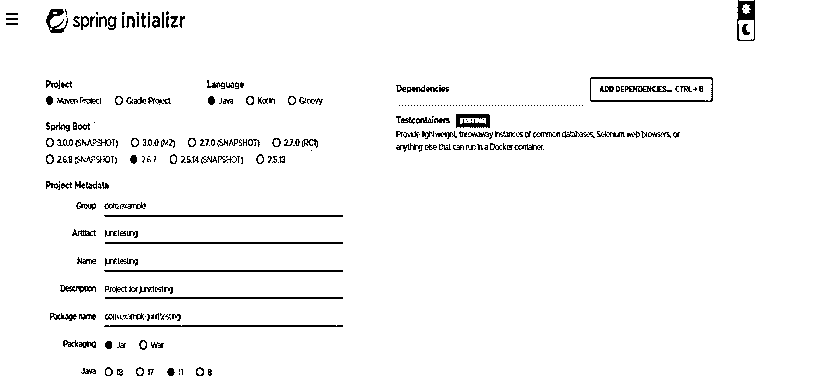 spring initializr
Project
Maven Project Gradle Project
Language
Java Kotlin Groovy
Spring Boot
3.0.0 (SNAPSHOT) 3.0.0 (M2) 2.7.0 (SNAPSHOT) 2.7.0 (RC1)
2.6.8 (SNAPSHOT) 2.6.7 2.5.14 (SNAPSHOT) 2.5.13
Project Metadata
Group com.example
Artifact junittesting
Name junittesting
Description Project for junittesting
Package name com.example.junittesting
Packaging Jar War
Java 18 17 11 8
Dependencies
ADD DEPENDENCIES... CTRL + B
Testcontainers TESTING
Provide lightweight, throwaway instances of common databases, Selenium web browsers, or
anything else that can run in a Docker container.